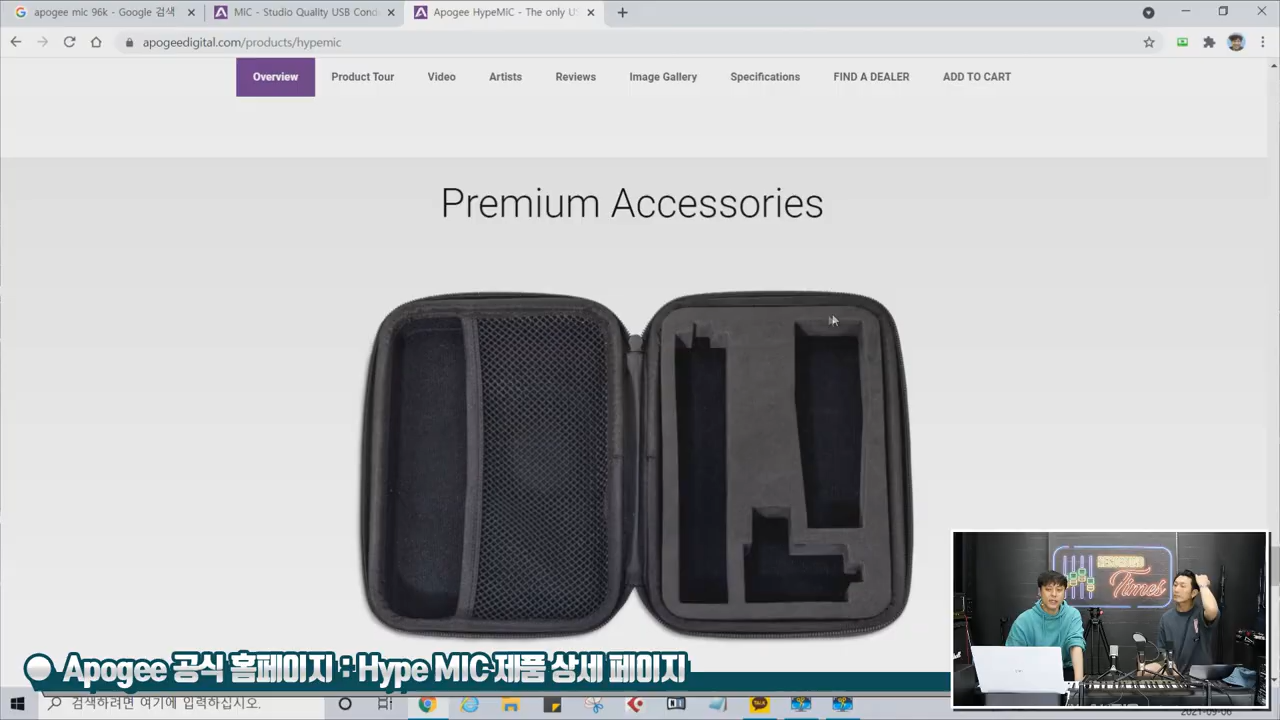 apogee mic 96k - Google 검색
MiC - Studio Quality USB Cond
Apogee HypeMiC - The only U
apogeedigital.com/products/hypemic
Overview
Product Tour
Video
Artists
Reviews
Image Gallery
Specifications
FIND A DEALER
ADD TO CART
Premium Accessories
Times
Apogee 공식 홈페이지 : Hype MIC 제품 상세 페이지
검색하려면 여기에 입력하십시오.